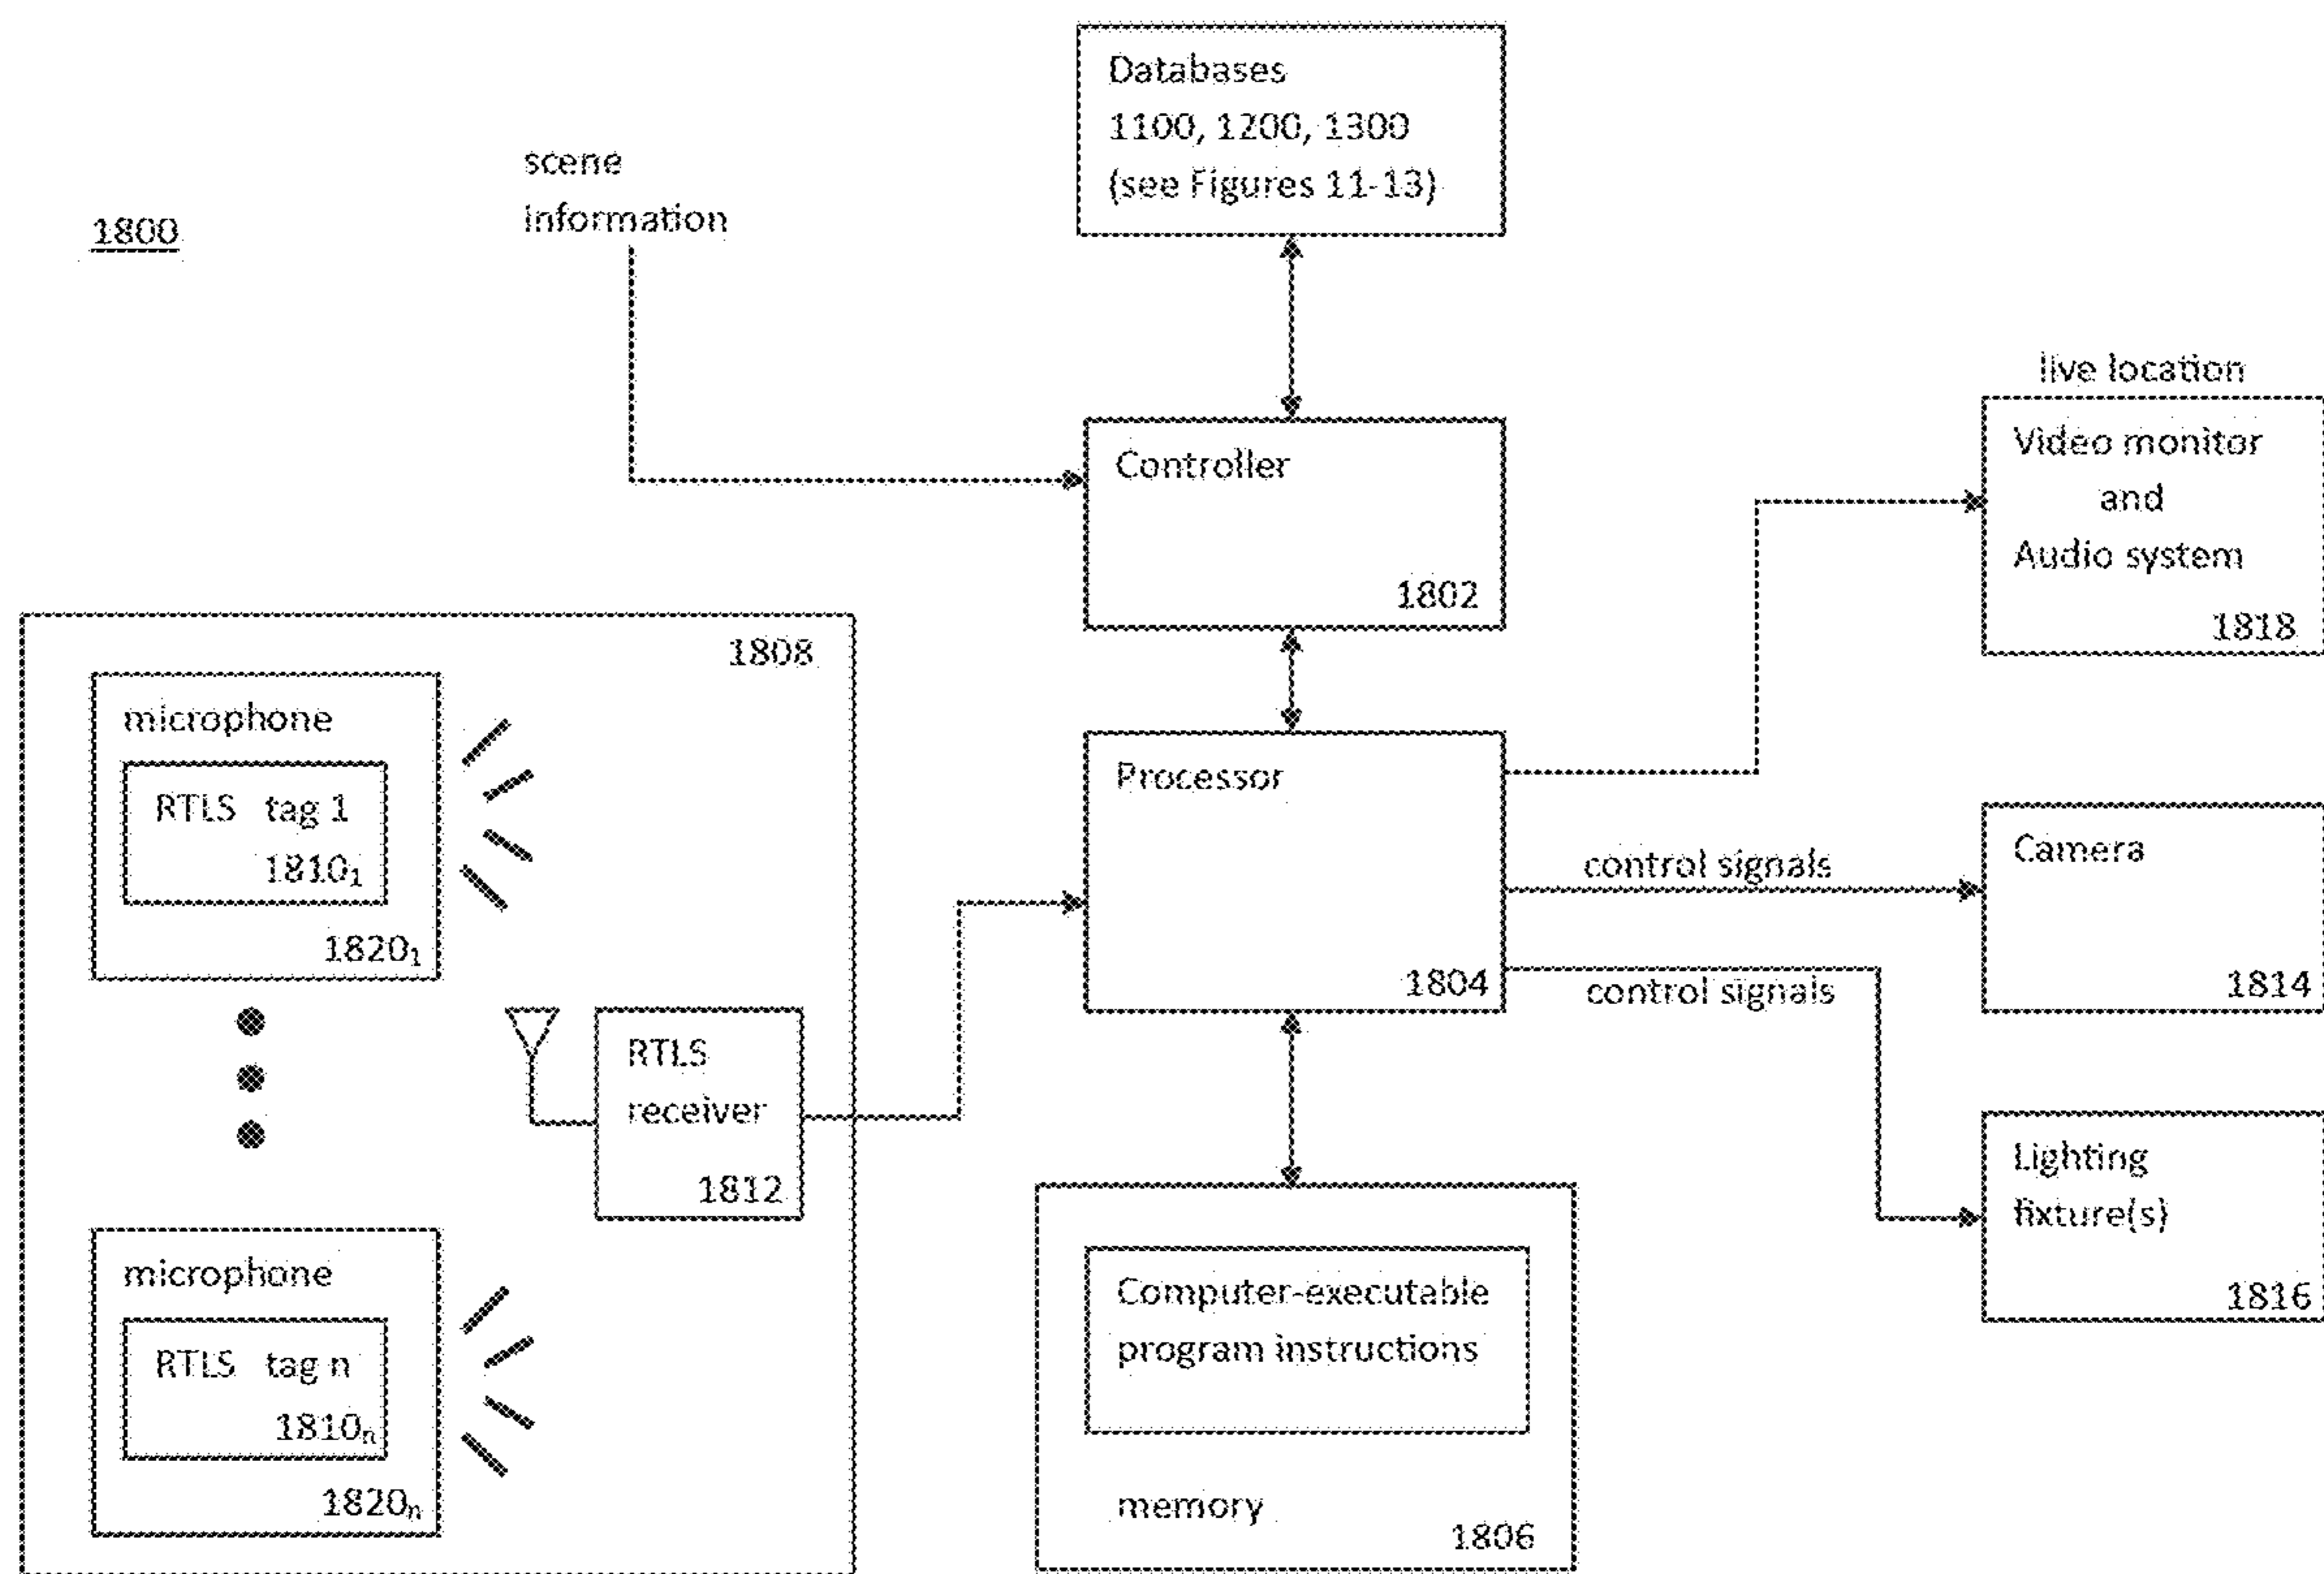 1800
scene
information
Databases
1100, 1200, 1300
(see Figures 11-13)
Controller
1802
live location
Video monitor
and
Audio system
1818
1808
microphone
RTLS tag 1
1810₁
1820₁
RTLS
receiver
1812
microphone
RTLS tag n
1810ₙ
1820ₙ
Processor
1804
control signals
control signals
Camera
1814
Lighting
fixture(s)
1816
Computer-executable
program instructions
memory
1806